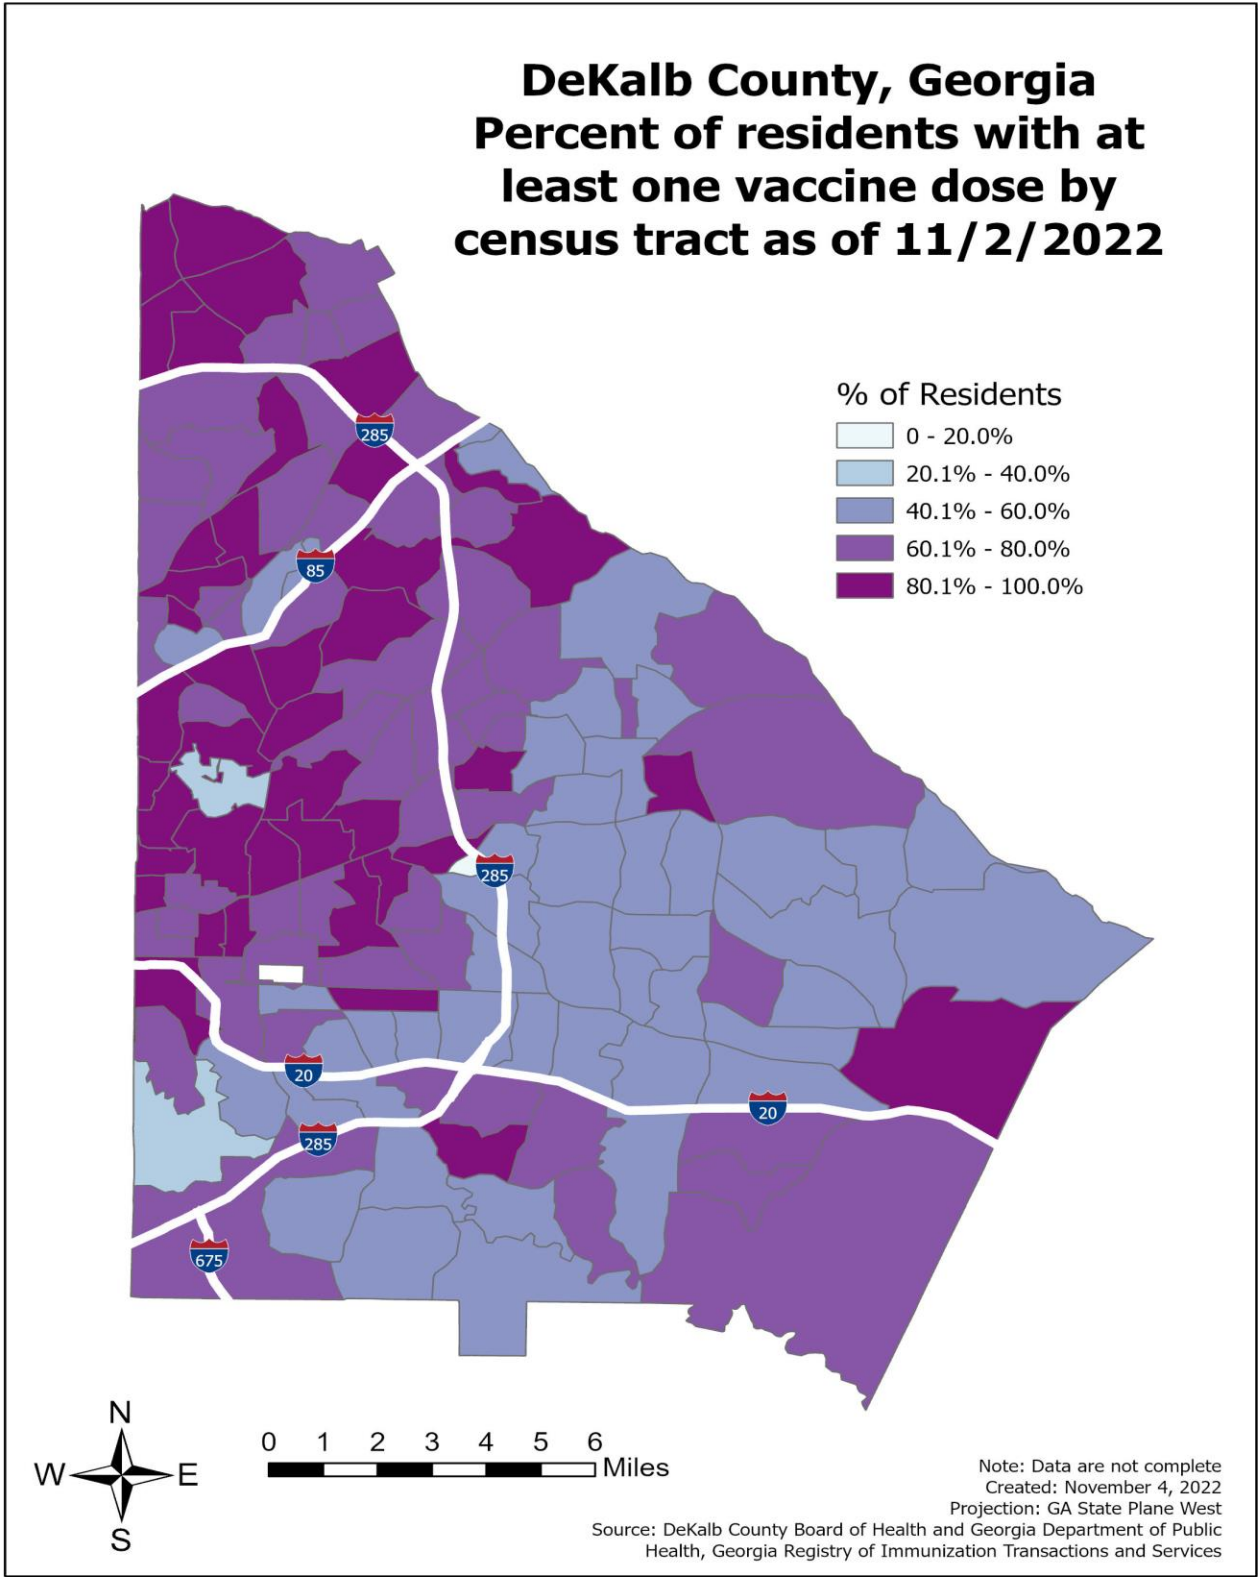 DeKalb County, Georgia
Percent of residents with at
least one vaccine dose by
census tract as of 11/2/2022
% of Residents
0 - 20.0%
20.1% - 40.0%
40.1% - 60.0%
60.1% - 80.0%
80.1% - 100.0%
285
85
285
20
20
285
675
N
W E
S
0 1 2 3 4 5 6
Miles
Note: Data are not complete
Created: November 4, 2022
Projection: GA State Plane West
Source: DeKalb County Board of Health and Georgia Department of Public
Health, Georgia Registry of Immunization Transactions and Services